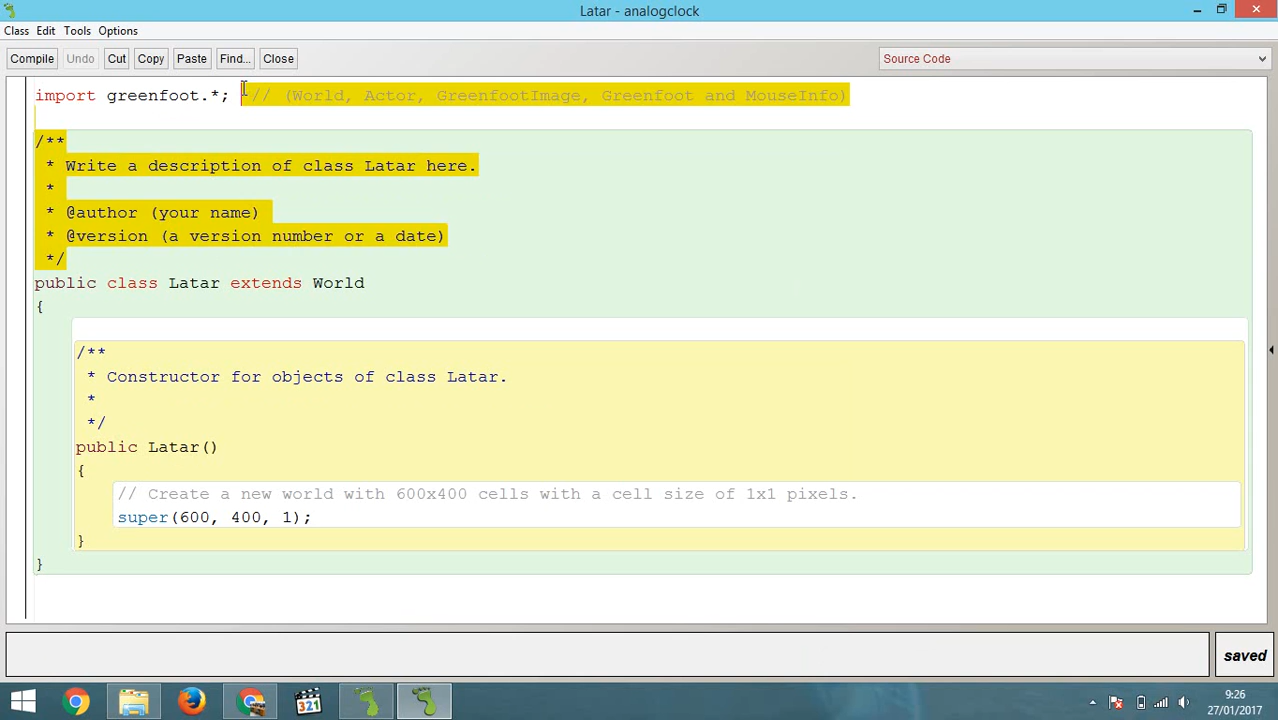 Latar - analogclock
Class Edit Tools Options
Compile Undo Cut Copy Paste Find... Close Source Code
import greenfoot.*; // (World, Actor, GreenfootImage, Greenfoot and MouseInfo)
/**
* Write a description of class Latar here.
*
* @author (your name)
* @version (a version number or a date)
*/
public class Latar extends World
{
/**
* Constructor for objects of class Latar.
*
*/
public Latar()
{
// Create a new world with 600x400 cells with a cell size of 1x1 pixels.
super(600, 400, 1);
}
}
saved
321
9:26
27/01/2017